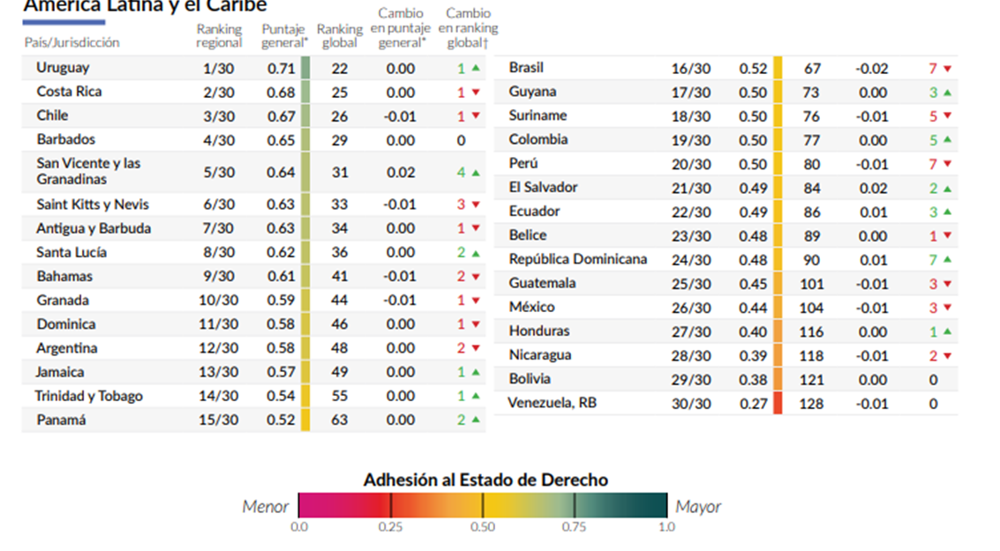 América Latina y el Caribe
País/Jurisdicción Ranking regional Puntaje general* Ranking global Cambio en puntaje general* Cambio en ranking global†
Uruguay 1/30 0.71 22 0.00 1 ▲
Costa Rica 2/30 0.68 25 0.00 1 ▼
Chile 3/30 0.67 26 -0.01 1 ▼
Barbados 4/30 0.65 29 0.00 0
San Vicente y las Granadinas 5/30 0.64 31 0.02 4 ▲
Saint Kitts y Nevis 6/30 0.63 33 -0.01 3 ▼
Antigua y Barbuda 7/30 0.63 34 0.00 1 ▼
Santa Lucía 8/30 0.62 36 0.00 2 ▲
Bahamas 9/30 0.61 41 -0.01 2 ▼
Granada 10/30 0.59 44 -0.01 1 ▼
Dominica 11/30 0.58 46 0.00 1 ▼
Argentina 12/30 0.58 48 0.00 2 ▼
Jamaica 13/30 0.57 49 0.00 1 ▲
Trinidad y Tobago 14/30 0.54 55 0.00 1 ▲
Panamá 15/30 0.52 63 0.00 2 ▲
Brasil 16/30 0.52 67 -0.02 7 ▼
Guyana 17/30 0.50 73 0.00 3 ▲
Suriname 18/30 0.50 76 -0.01 5 ▼
Colombia 19/30 0.50 77 0.00 5 ▲
Perú 20/30 0.50 80 -0.01 7 ▼
El Salvador 21/30 0.49 84 0.02 2 ▲
Ecuador 22/30 0.49 86 0.01 3 ▲
Belice 23/30 0.48 89 0.00 1 ▼
República Dominicana 24/30 0.48 90 0.01 7 ▲
Guatemala 25/30 0.45 101 -0.01 3 ▼
México 26/30 0.44 104 -0.01 3 ▼
Honduras 27/30 0.40 116 0.00 1 ▲
Nicaragua 28/30 0.39 118 -0.01 2 ▼
Bolivia 29/30 0.38 121 0.00 0
Venezuela, RB 30/30 0.27 128 -0.01 0
Adhesión al Estado de Derecho
Menor Mayor
0.0 0.25 0.50 0.75 1.0